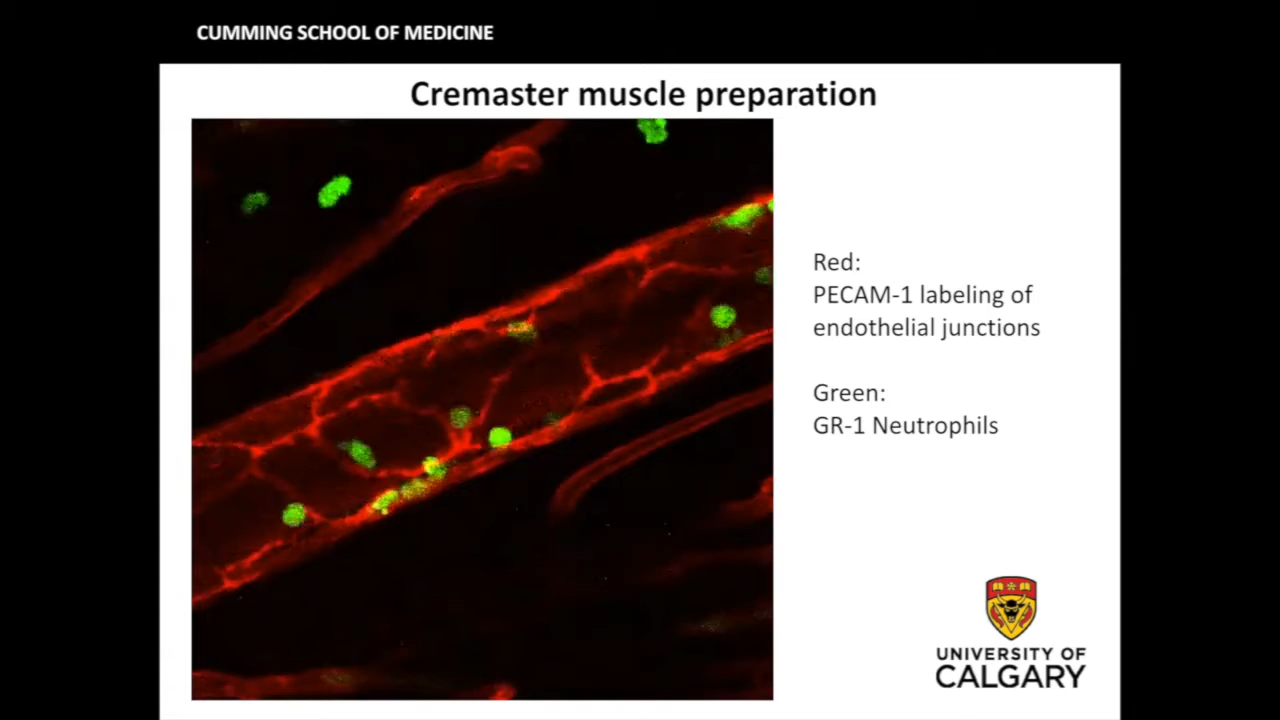 CUMMING SCHOOL OF MEDICINE
Cremaster muscle preparation
Red:
PECAM-1 labeling of
endothelial junctions
Green:
GR-1 Neutrophils
UNIVERSITY OF
CALGARY